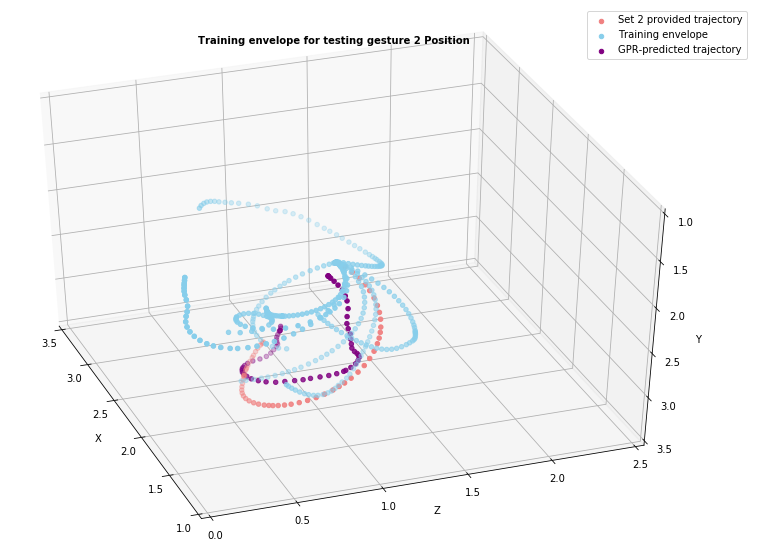 Set 2 provided trajectory
Training envelope
GPR-predicted trajectory
Training envelope for testing gesture 2 Position
1.0
1.5
2.0
2.5
3.0
3.5
Y
3.5
3.0
2.5
2.0
1.5
1.0
X
0.0
0.5
1.0
1.5
2.0
2.5
Z